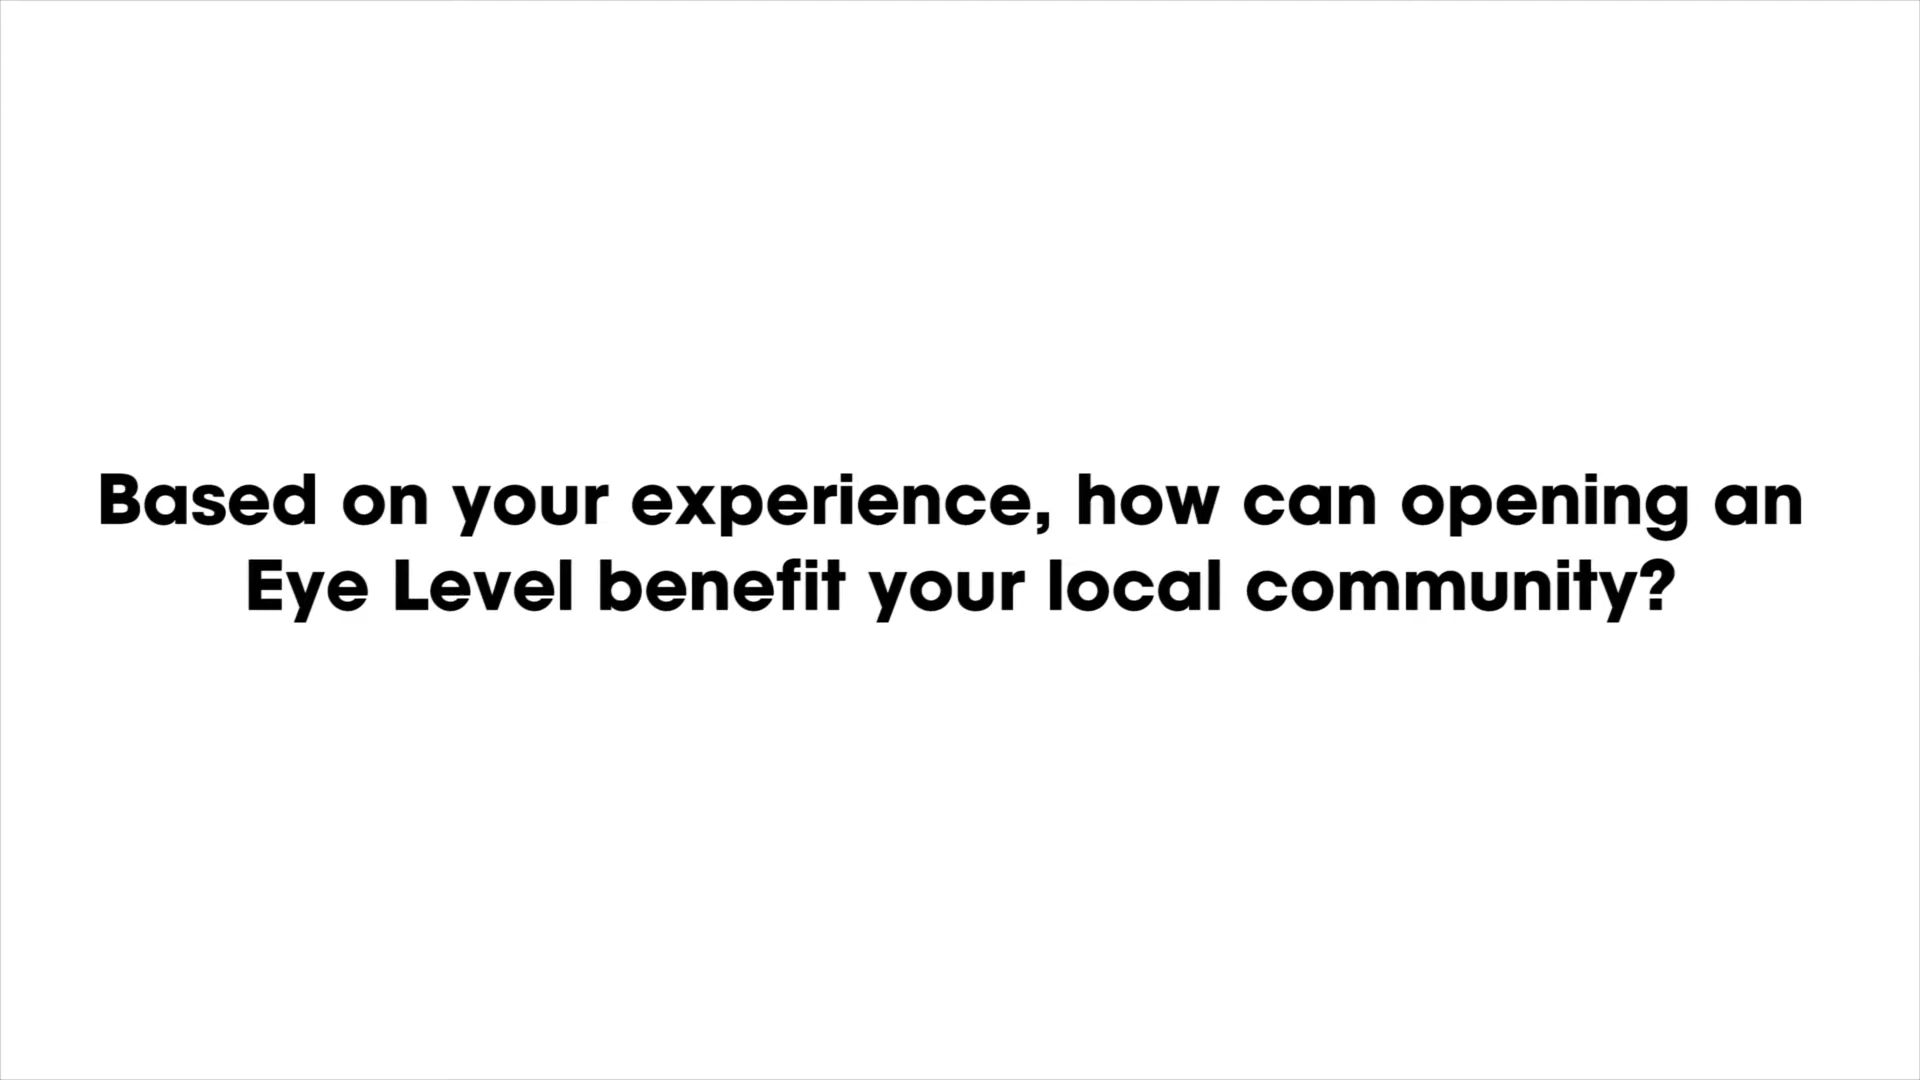 Based on your experience, how can opening an
Eye Level benefit your local community?